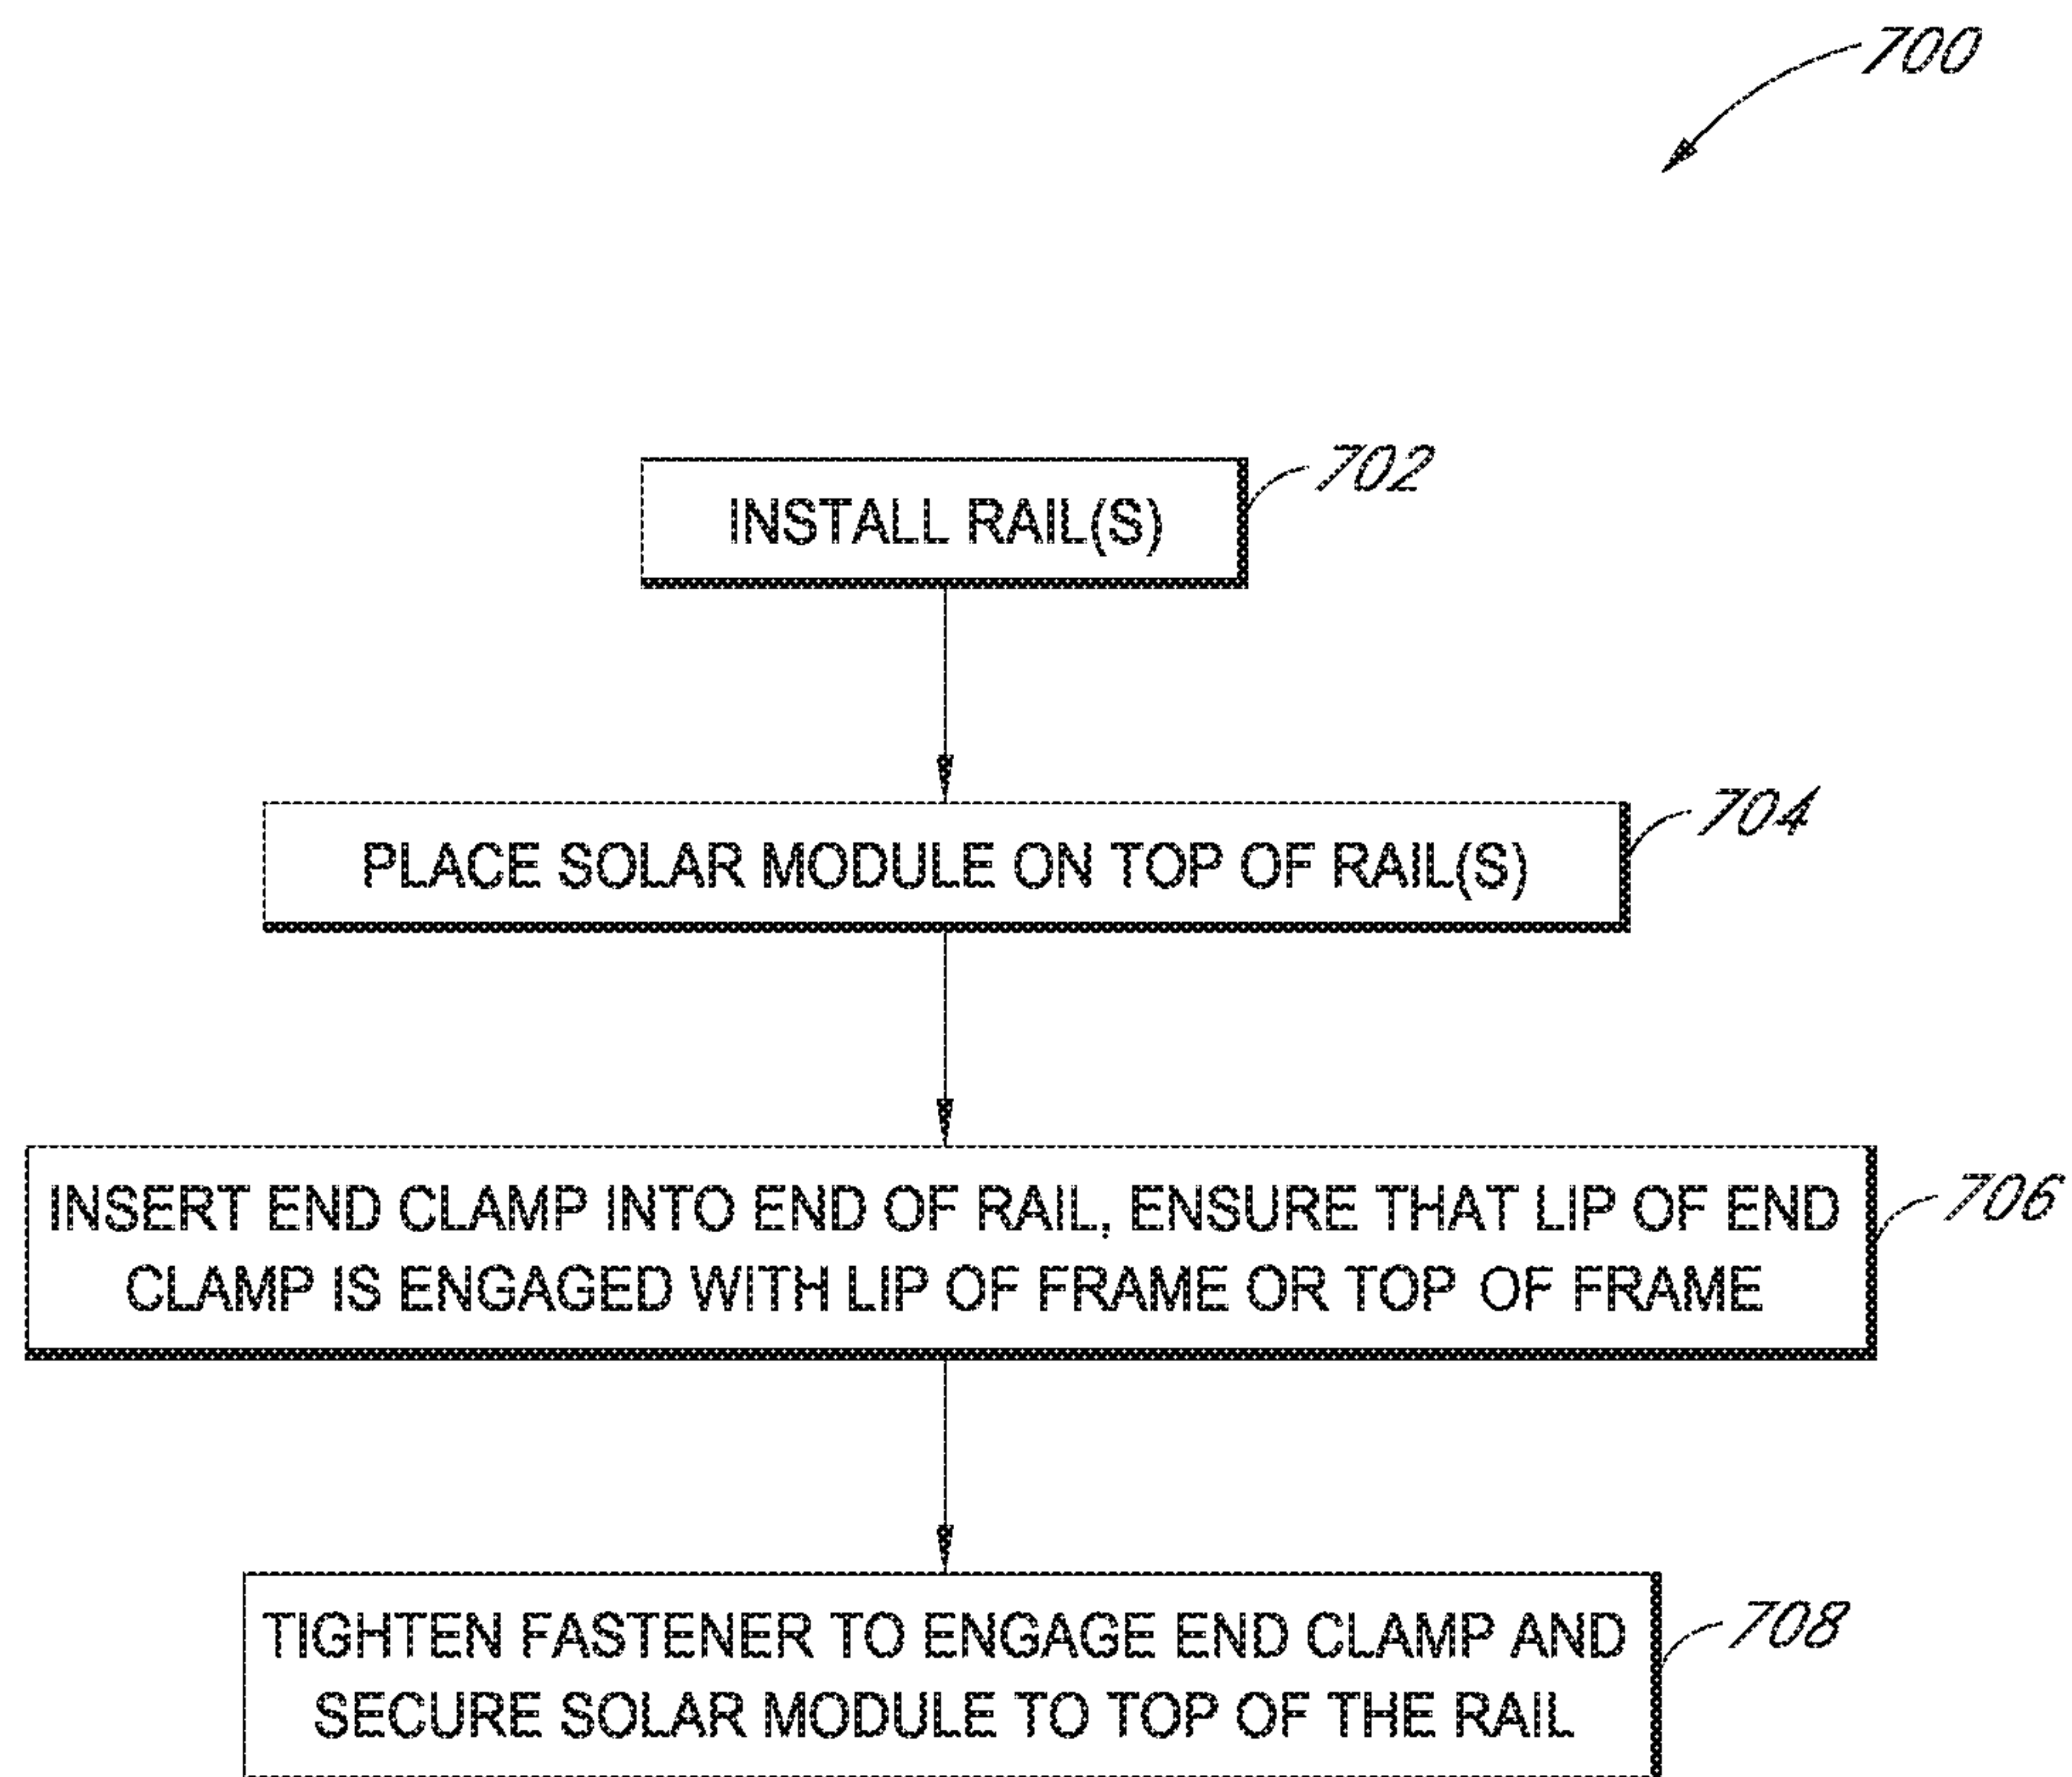 700
INSTALL RAIL(S)
702
PLACE SOLAR MODULE ON TOP OF RAIL(S)
704
INSERT END CLAMP INTO END OF RAIL, ENSURE THAT LIP OF END
CLAMP IS ENGAGED WITH LIP OF FRAME OR TOP OF FRAME
706
TIGHTEN FASTENER TO ENGAGE END CLAMP AND
SECURE SOLAR MODULE TO TOP OF THE RAIL
708